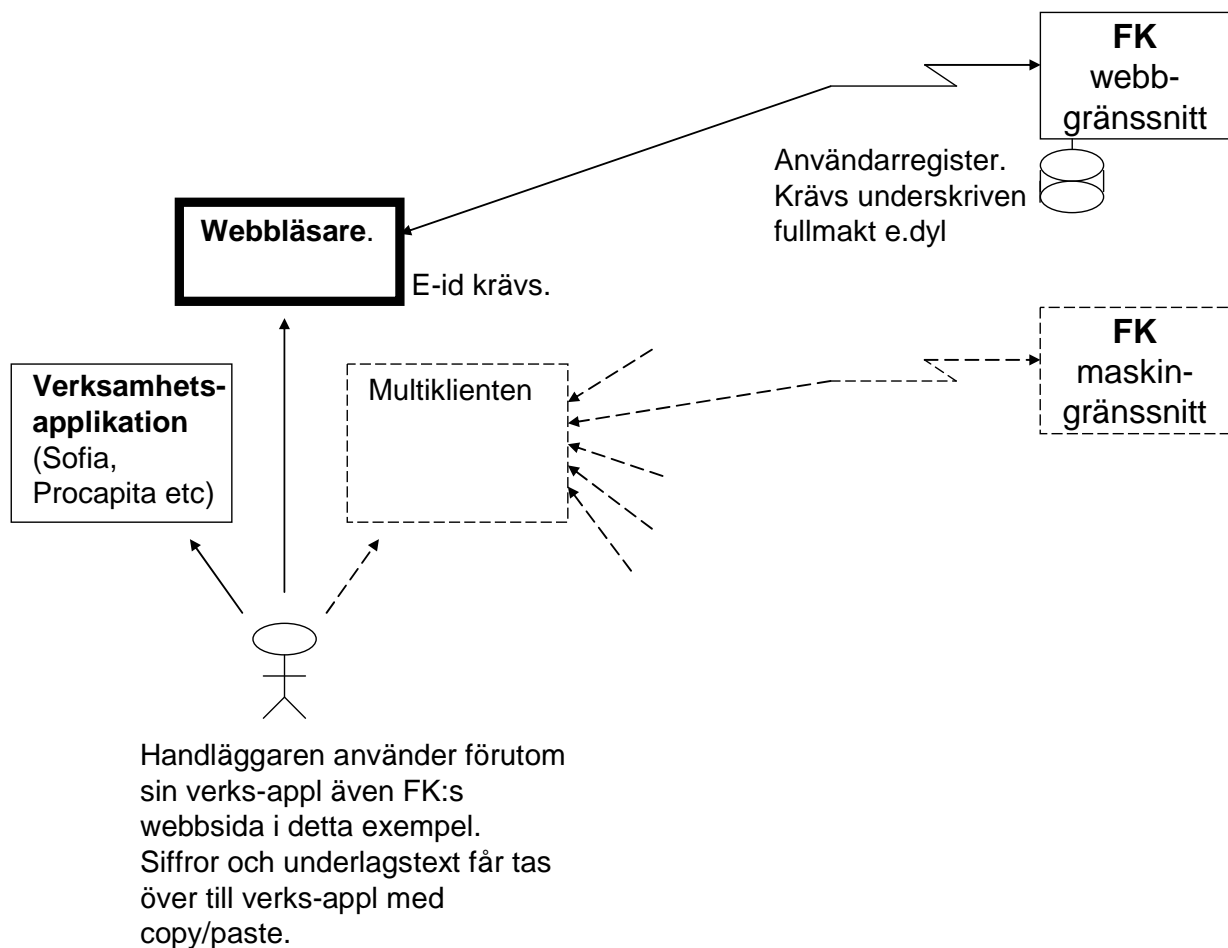 FK
webb-
gränssnitt
Användarregister.
Krävs underskriven
fullmakt e.dyl
Webbläsare.
E-id krävs.
Verksamhets-
applikation
(Sofia,
Procapita etc)
Multiklienten
FK
maskin-
gränssnitt
Handläggaren använder förutom
sin verks-appl även FK:s
webbsida i detta exempel.
Siffror och underlagstext får tas
över till verks-appl med
copy/paste.